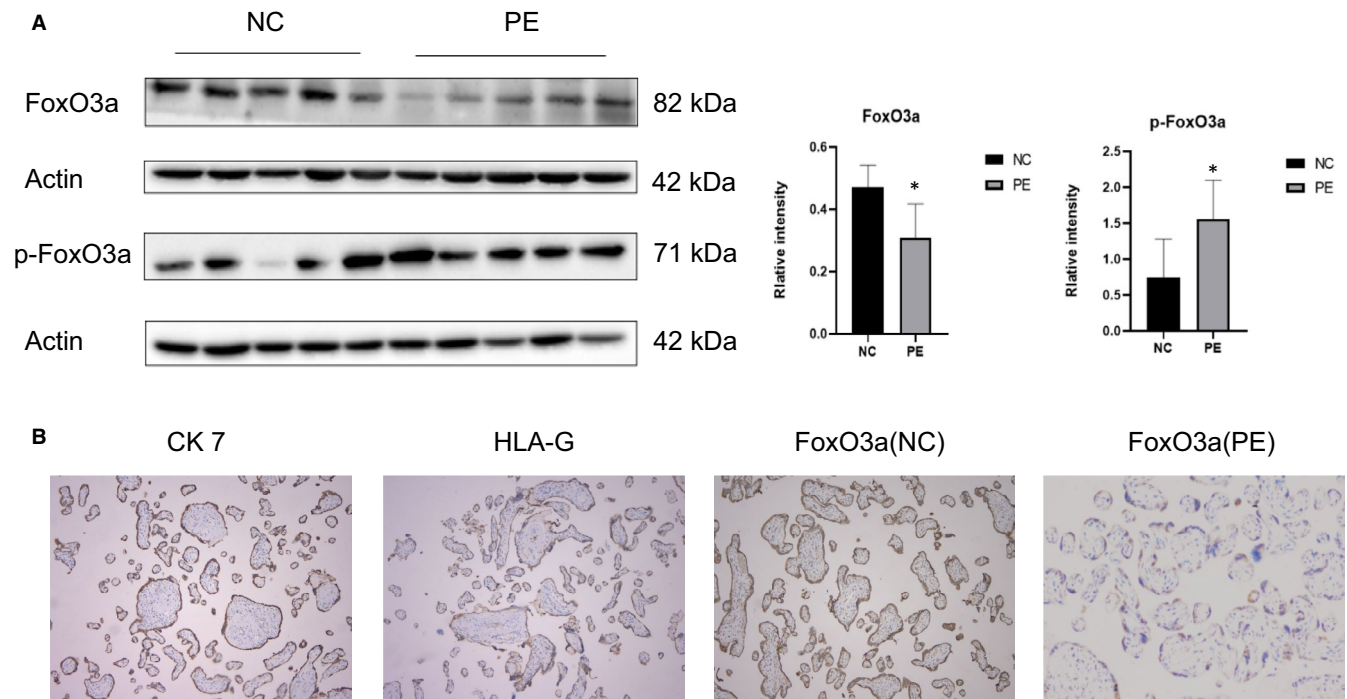 A
NC
PE
FoxO3a
82 kDa
Actin
42 kDa
p-FoxO3a
71 kDa
Actin
42 kDa
FoxO3a
Rlative intensity
0.6
0.4
0.2
0.0
NC
PE
*
NC
PE
p-FoxO3a
Rlative intensity
2.5
2.0
1.5
1.0
0.5
0.0
NC
PE
*
NC
PE
B
CK 7
HLA-G
FoxO3a(NC)
FoxO3a(PE)